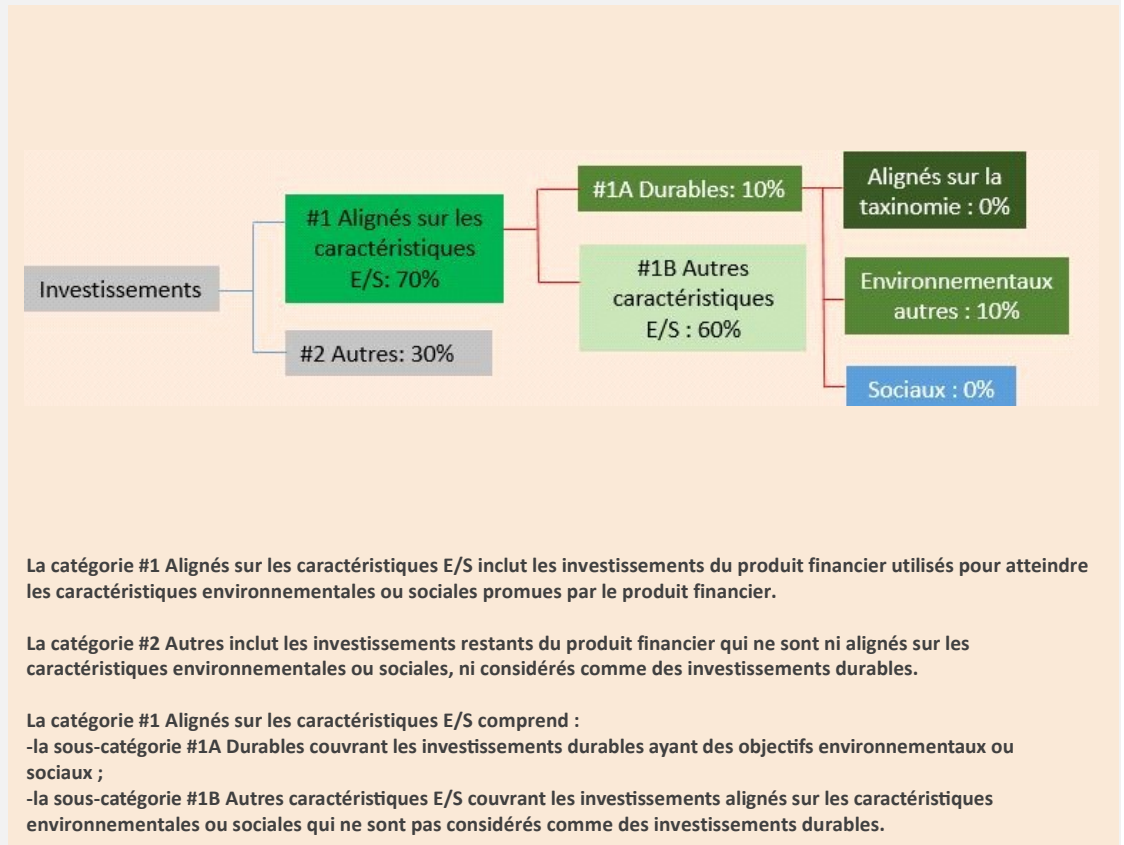 Investissements
#1 Alignés sur les
caractéristiques
E/S: 70%
#2 Autres: 30%
#1A Durables: 10%
#1B Autres
caractéristiques
E/S : 60%
Alignés sur la
taxinomie : 0%
Environnementaux
autres : 10%
Sociaux : 0%
La catégorie #1 Alignés sur les caractéristiques E/S inclut les investissements du produit financier utilisés pour atteindre
les caractéristiques environnementales ou sociales promues par le produit financier.
La catégorie #2 Autres inclut les investissements restants du produit financier qui ne sont ni alignés sur les
caractéristiques environnementales ou sociales, ni considérés comme des investissements durables.
La catégorie #1 Alignés sur les caractéristiques E/S comprend :
-la sous-catégorie #1A Durables couvrant les investissements durables ayant des objectifs environnementaux ou
sociaux ;
-la sous-catégorie #1B Autres caractéristiques E/S couvrant les investissements alignés sur les caractéristiques
environnementales ou sociales qui ne sont pas considérés comme des investissements durables.